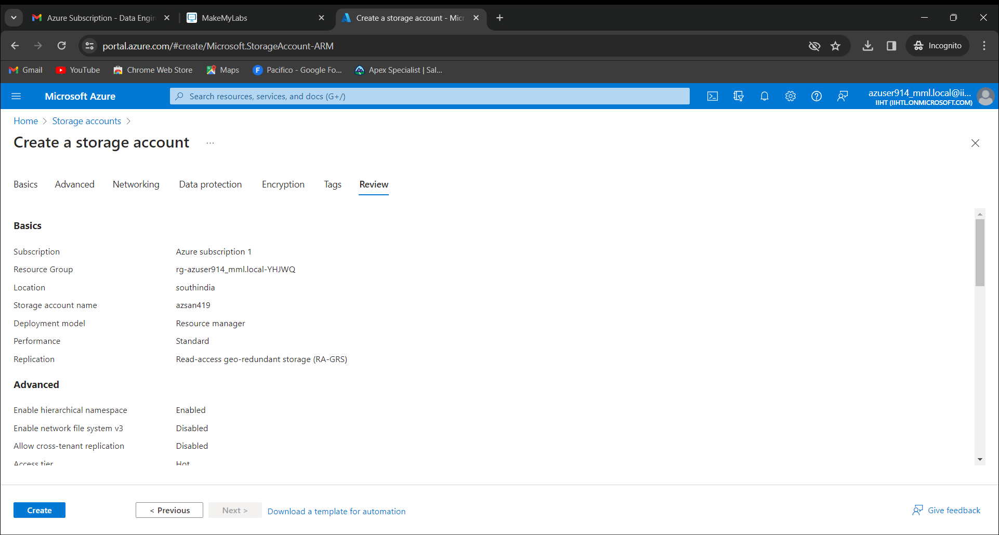 Azure Subscription - Data Engin
MakeMyLabs
Create a storage account - Micr
portal.azure.com/#create/Microsoft.StorageAccount-ARM
Incognito
Gmail
YouTube
Chrome Web Store
Maps
F
Pacifico - Google Fo...
Apex Specialist | Sal...
Microsoft Azure
Search resources, services, and docs (G+/)
azuser914_mml.local@ii...
IIHT (IIHTL.ONMICROSOFT.COM)
Home > Storage accounts >
Create a storage account ...
Basics
Advanced
Networking
Data protection
Encryption
Tags
Review
Basics
Subscription Azure subscription 1
Resource Group rg-azuser914_mml.local-YHJWQ
Location southindia
Storage account name azsan419
Deployment model Resource manager
Performance Standard
Replication Read-access geo-redundant storage (RA-GRS)
Advanced
Enable hierarchical namespace Enabled
Enable network file system v3 Disabled
Allow cross-tenant replication Disabled
Access tier Hot
Create
< Previous
Next >
Download a template for automation
Give feedback